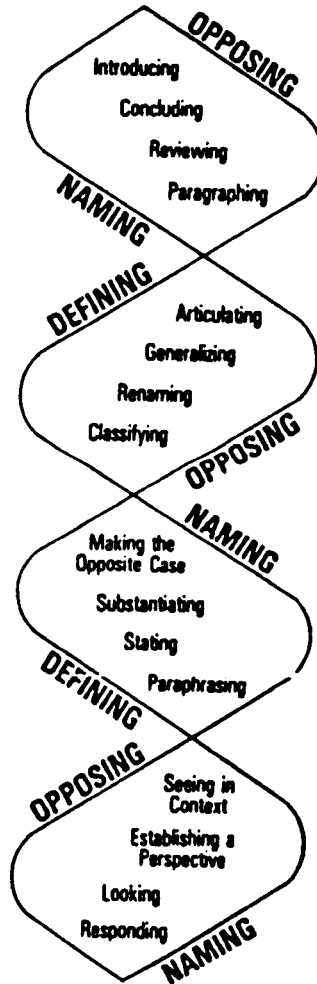 OPPOSING
Introducing
Concluding
Reviewing
Paragraphing
NAMING
DEFINING
Articulating
Generalizing
Renaming
Classifying
OPPOSING
NAMING
Making the
Opposite Case
Substantiating
Stating
Paraphrasing
DEFINING
OPPOSING
Seeing in
Context
Establishing a
Perspective
Looking
Responding
NAMING